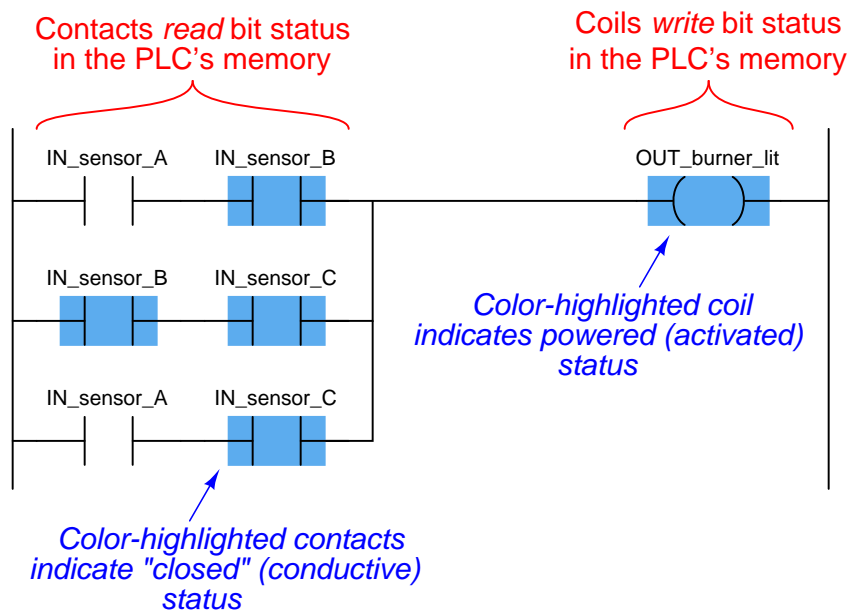 Contacts read bit status
in the PLC's memory
Coils write bit status
in the PLC's memory
IN_sensor_A
IN_sensor_B
OUT_burner_lit
IN_sensor_B
IN_sensor_C
Color-highlighted coil
indicates powered (activated)
status
IN_sensor_A
IN_sensor_C
Color-highlighted contacts
indicate "closed" (conductive)
status